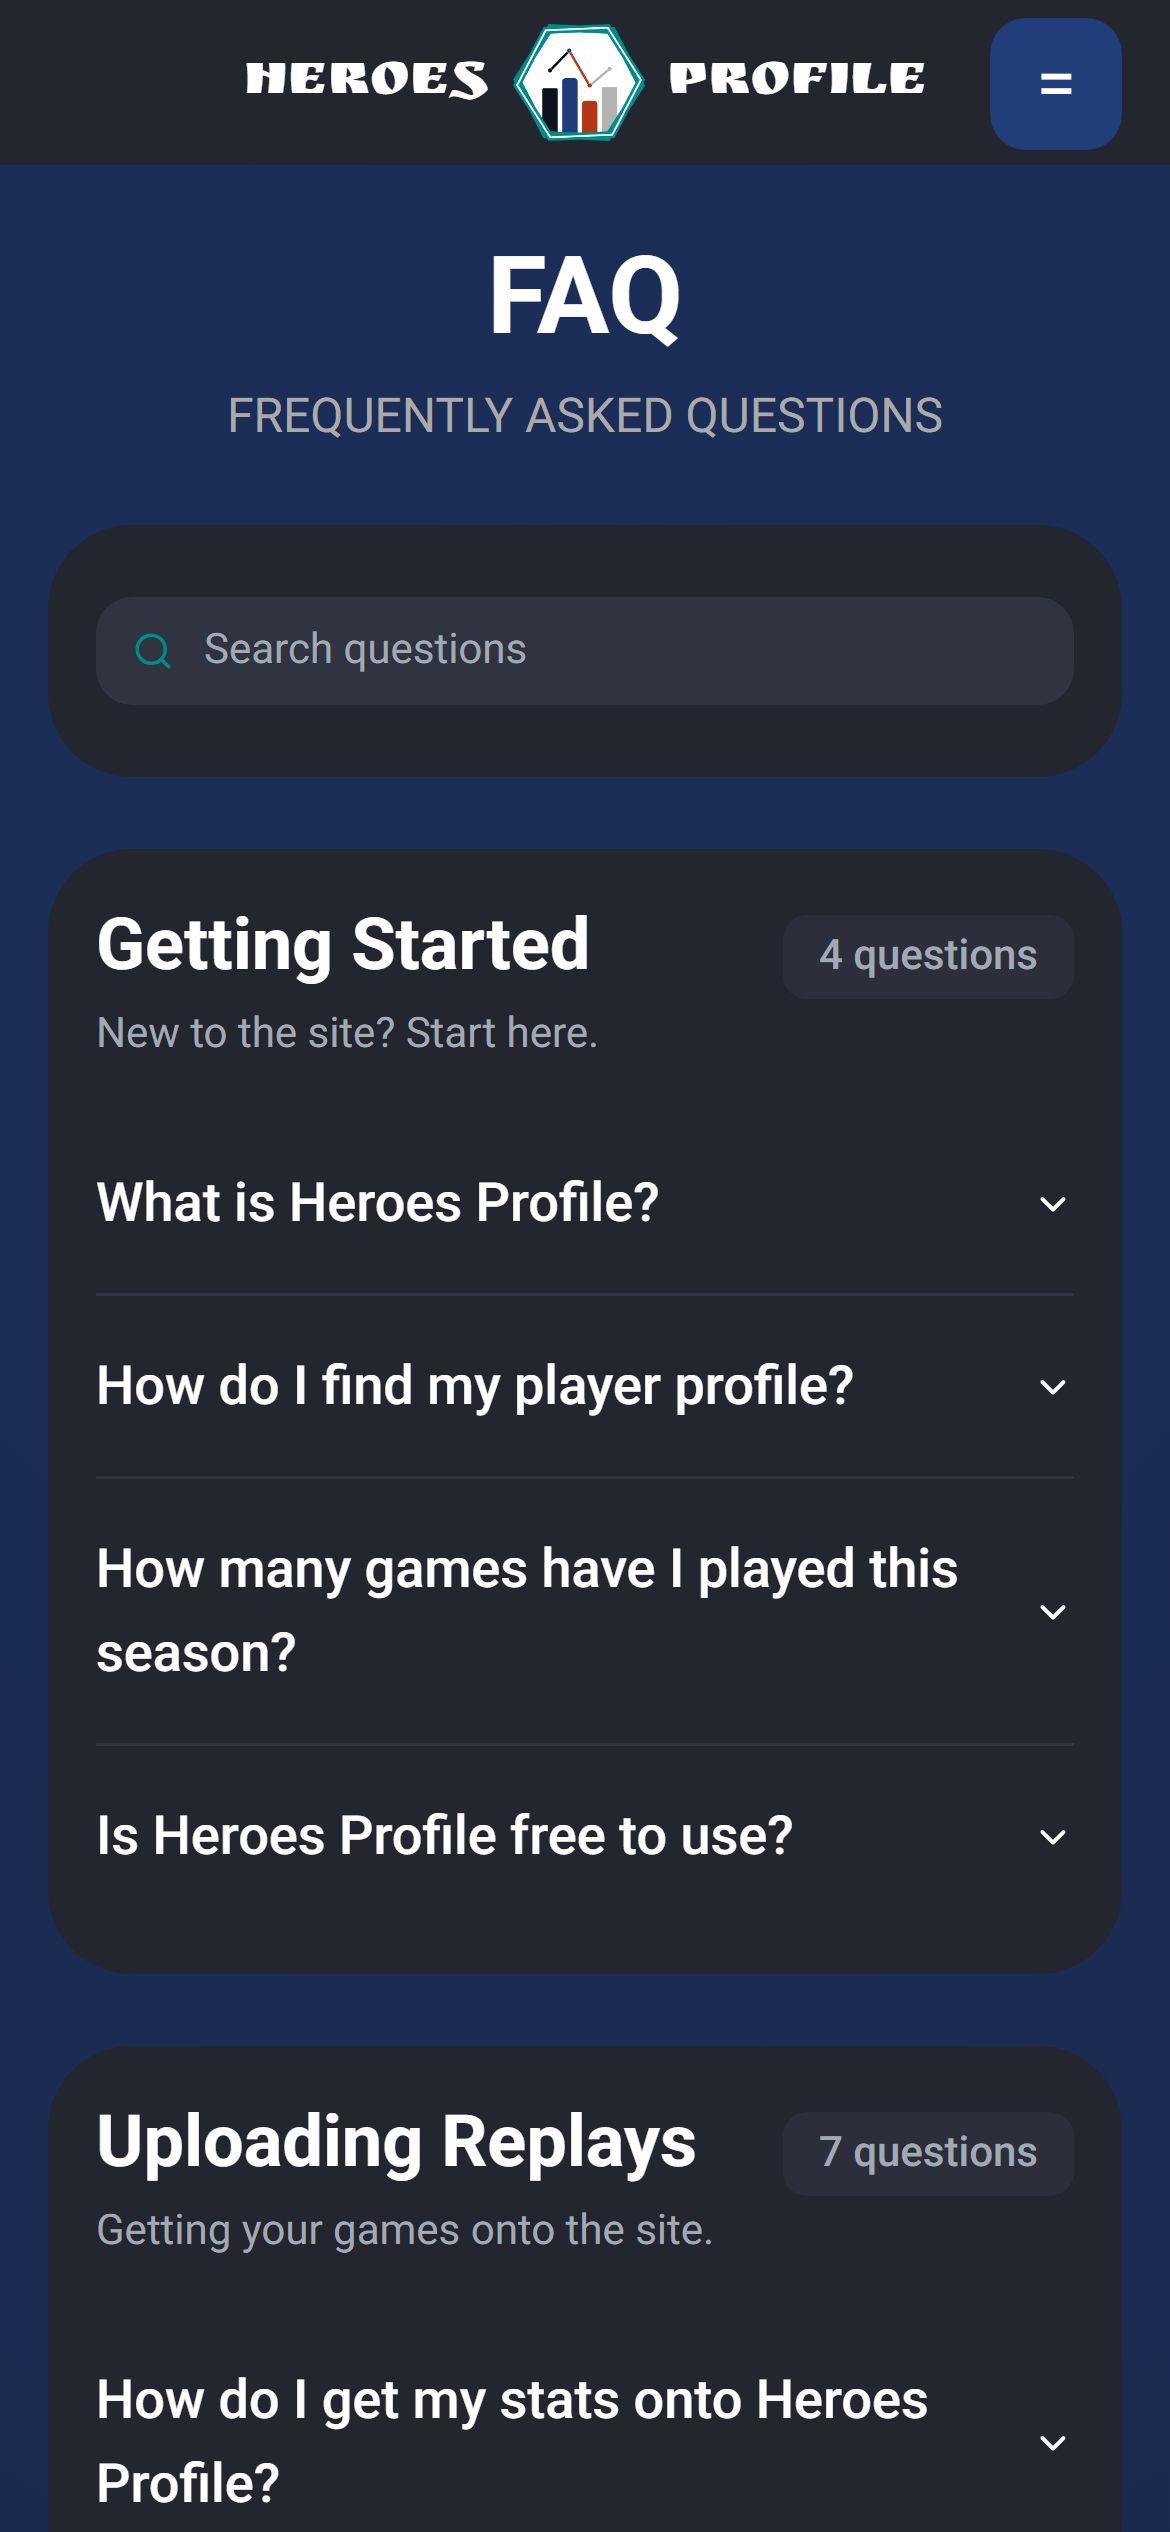 HEROES PROFILE
FAQ
FREQUENTLY ASKED QUESTIONS
Search questions
Getting Started
4 questions
New to the site? Start here.
What is Heroes Profile?
How do I find my player profile?
How many games have I played this
season?
Is Heroes Profile free to use?
Uploading Replays
7 questions
Getting your games onto the site.
How do I get my stats onto Heroes
Profile?